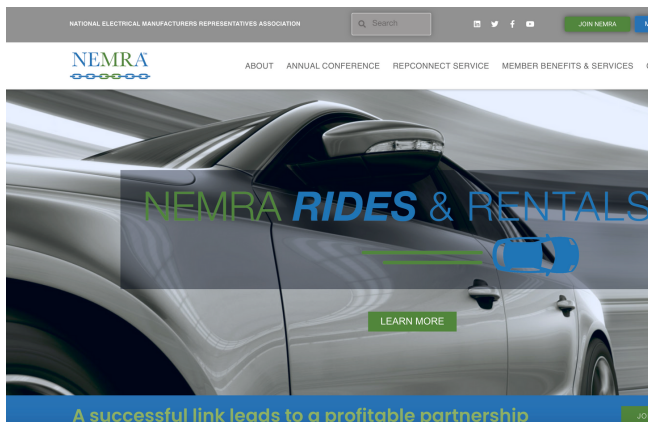 NATIONAL ELECTRICAL MANUFACTURERS REPRESENTATIVES ASSOCIATION
Search
JOIN NEMRA
NEMRA
ABOUT
ANNUAL CONFERENCE
REPCONNECT SERVICE
MEMBER BENEFITS & SERVICES
NEMRA RIDES & RENTALS
LEARN MORE
A successful link leads to a profitable partnership